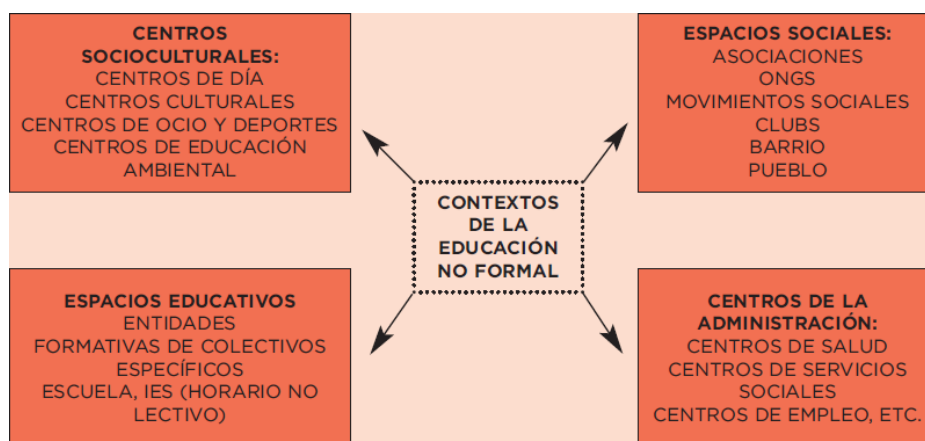 CENTROS
SOCIOCULTURALES:
CENTROS DE DÍA
CENTROS CULTURALES
CENTROS DE OCIO Y DEPORTES
CENTROS DE EDUCACIÓN
AMBIENTAL
ESPACIOS SOCIALES:
ASOCIACIONES
ONGS
MOVIMIENTOS SOCIALES
CLUBS
BARRIO
PUEBLO
CONTEXTOS
DE LA
EDUCACIÓN
NO FORMAL
ESPACIOS EDUCATIVOS
ENTIDADES
FORMATIVAS DE COLECTIVOS
ESPECÍFICOS
ESCUELA, IES (HORARIO NO
LECTIVO)
CENTROS DE LA
ADMINISTRACIÓN:
CENTROS DE SALUD
CENTROS DE SERVICIOS
SOCIALES
CENTROS DE EMPLEO, ETC.